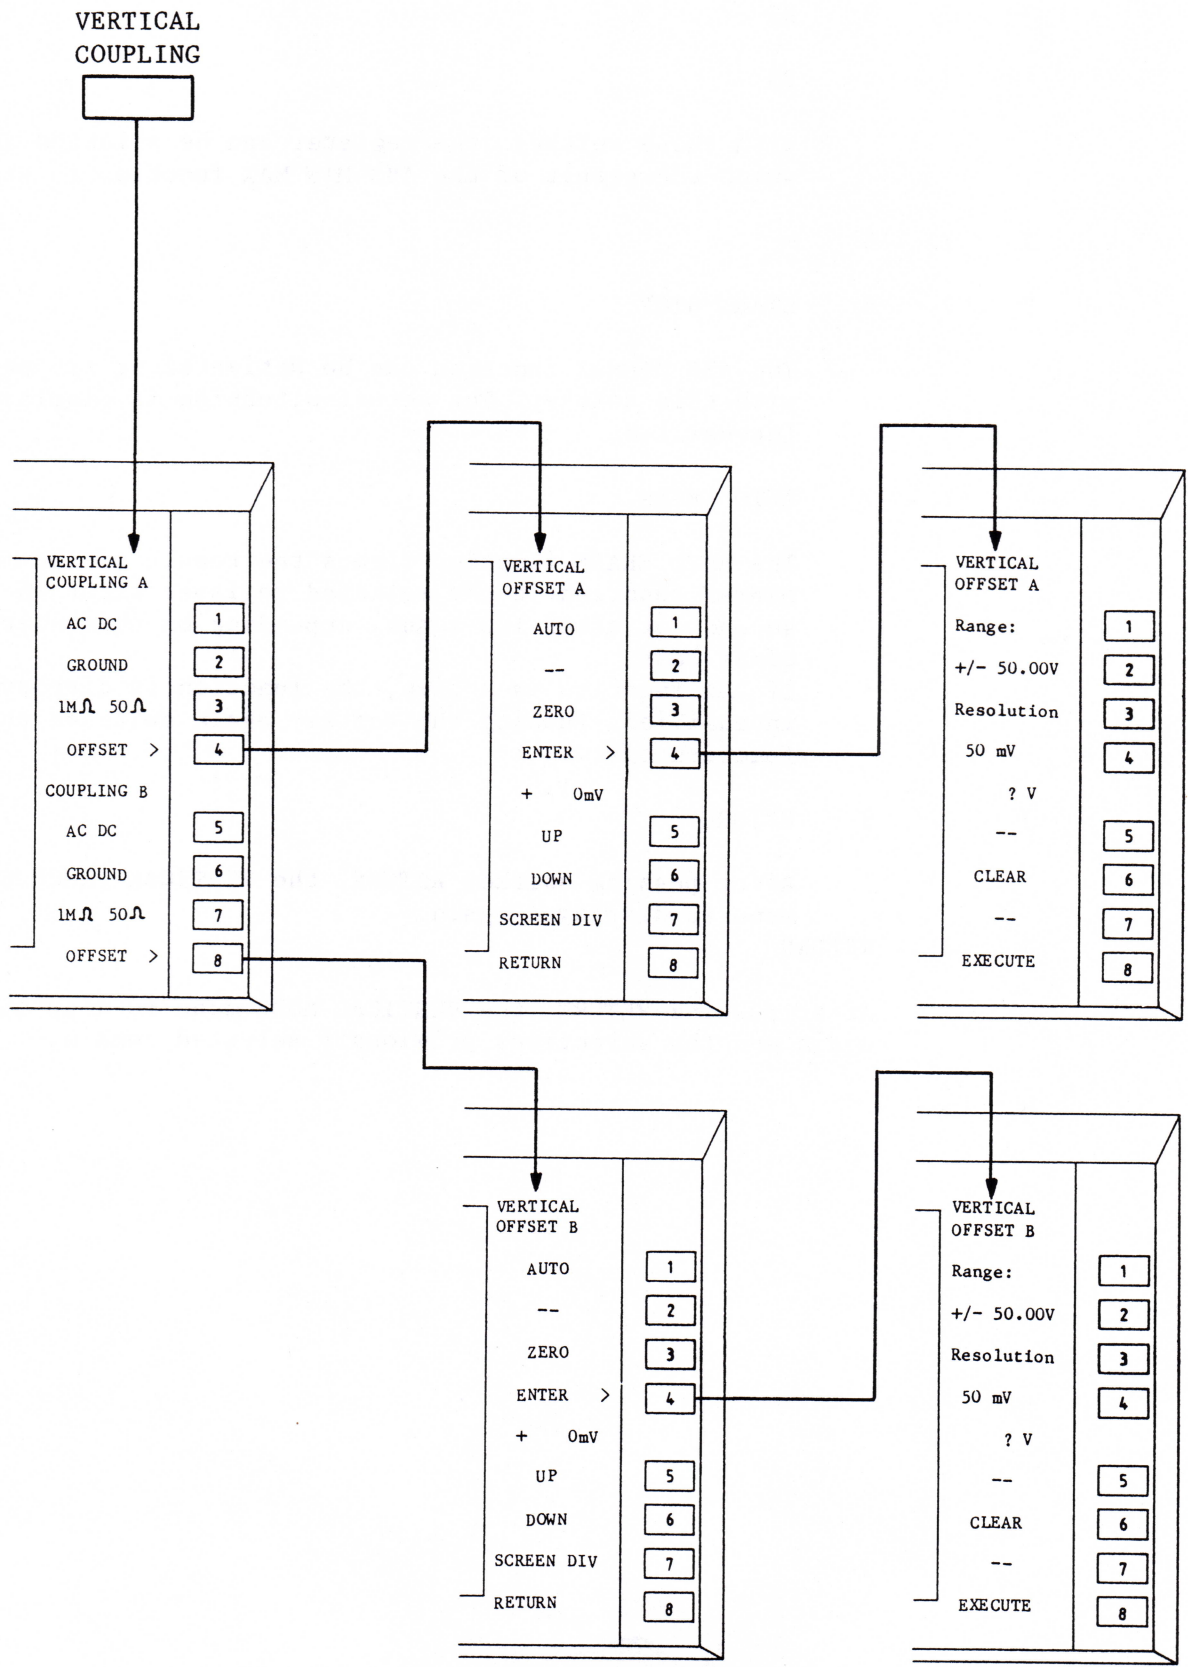 VERTICAL
COUPLING
VERTICAL
COUPLING A
AC DC 1
GROUND 2
1MΩ 50Ω 3
OFFSET > 4
COUPLING B
AC DC 5
GROUND 6
1MΩ 50Ω 7
OFFSET > 8
VERTICAL
OFFSET A
AUTO 1
-- 2
ZERO 3
ENTER > 4
+ 0mV
UP 5
DOWN 6
SCREEN DIV 7
RETURN 8
VERTICAL
OFFSET A
Range: 1
+/- 50.00V 2
Resolution 3
50 mV 4
? V
-- 5
CLEAR 6
-- 7
EXECUTE 8
VERTICAL
OFFSET B
AUTO 1
-- 2
ZERO 3
ENTER > 4
+ 0mV
UP 5
DOWN 6
SCREEN DIV 7
RETURN 8
VERTICAL
OFFSET B
Range: 1
+/- 50.00V 2
Resolution 3
50 mV 4
? V
-- 5
CLEAR 6
-- 7
EXECUTE 8